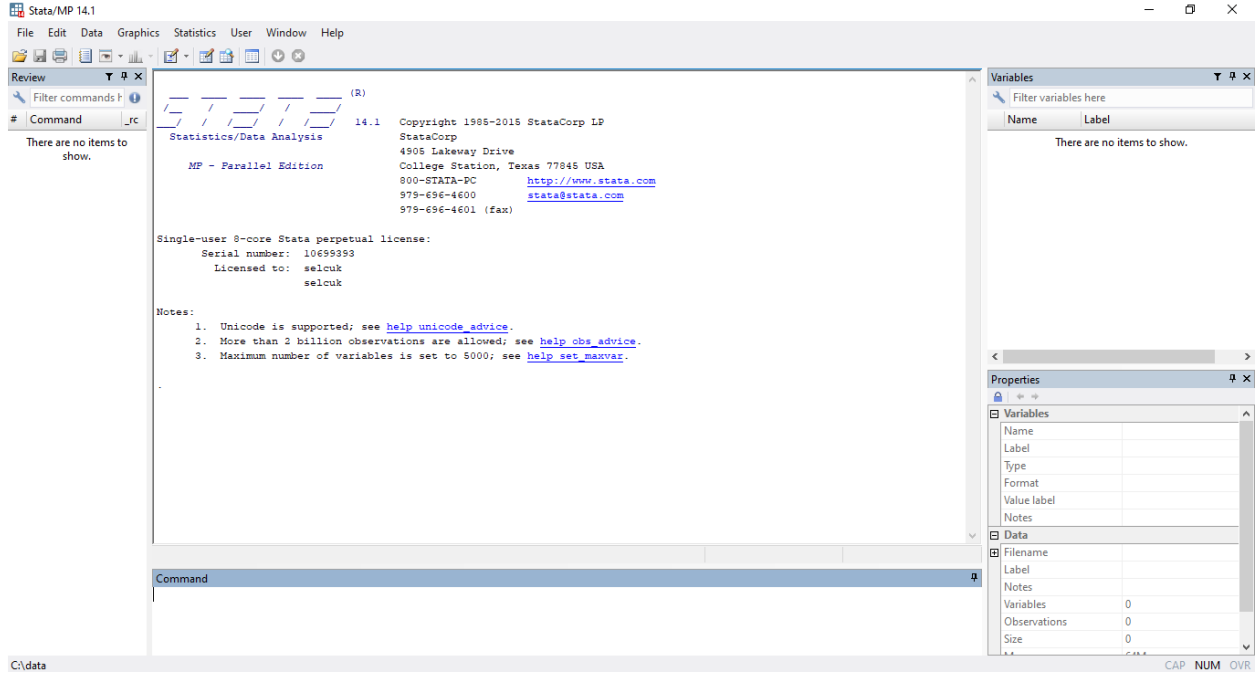 Stata/MP 14.1
File Edit Data Graphics Statistics User Window Help
Review
Filter commands h
# Command _rc
There are no items to
show.
(R)
14.1 Copyright 1985-2015 StataCorp LP
Statistics/Data Analysis StataCorp
4905 Lakeway Drive
MP - Parallel Edition College Station, Texas 77845 USA
800-STATA-PC http://www.stata.com
979-696-4600 stata@stata.com
979-696-4601 (fax)
Single-user 8-core Stata perpetual license:
Serial number: 10699393
Licensed to: selcuk
selcuk
Notes:
1. Unicode is supported; see help unicode_advice.
2. More than 2 billion observations are allowed; see help obs_advice.
3. Maximum number of variables is set to 5000; see help set_maxvar.
.
Command
Variables
Filter variables here
Name Label
There are no items to show.
Properties
Variables
Name
Label
Type
Format
Value label
Notes
Data
Filename
Label
Notes
Variables 0
Observations 0
Size 0
C:\data
CAP NUM OVR